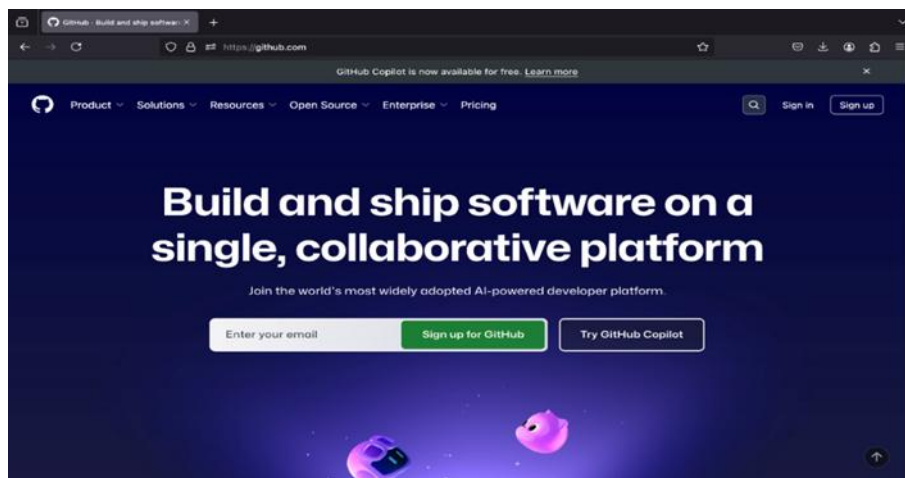 GitHub · Build and ship softwar
https://github.com
GitHub Copilot is now available for free. Learn more
Product Solutions Resources Open Source Enterprise Pricing
Sign in Sign up
Build and ship software on a
single, collaborative platform
Join the world's most widely adopted AI-powered developer platform.
Enter your email Sign up for GitHub Try GitHub Copilot